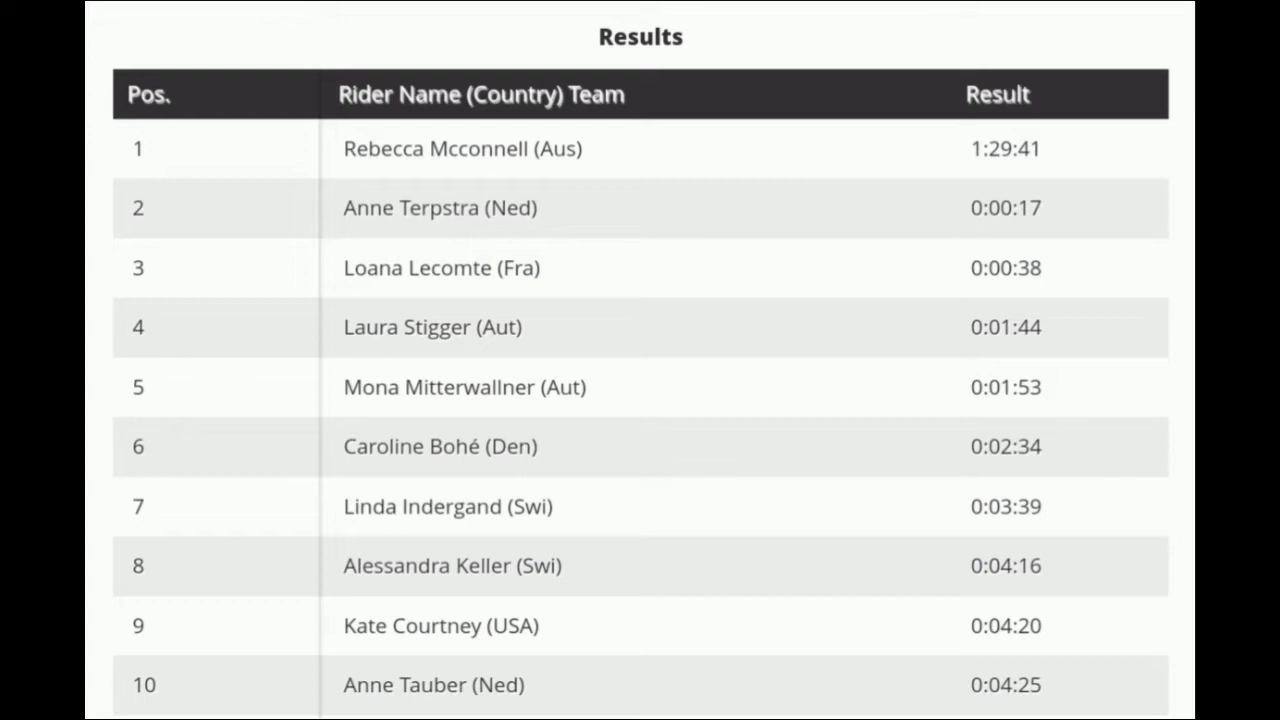 Results
Pos. Rider Name (Country) Team Result
1 Rebecca Mcconnell (Aus) 1:29:41
2 Anne Terpstra (Ned) 0:00:17
3 Loana Lecomte (Fra) 0:00:38
4 Laura Stigger (Aut) 0:01:44
5 Mona Mitterwallner (Aut) 0:01:53
6 Caroline Bohé (Den) 0:02:34
7 Linda Indergand (Swi) 0:03:39
8 Alessandra Keller (Swi) 0:04:16
9 Kate Courtney (USA) 0:04:20
10 Anne Tauber (Ned) 0:04:25